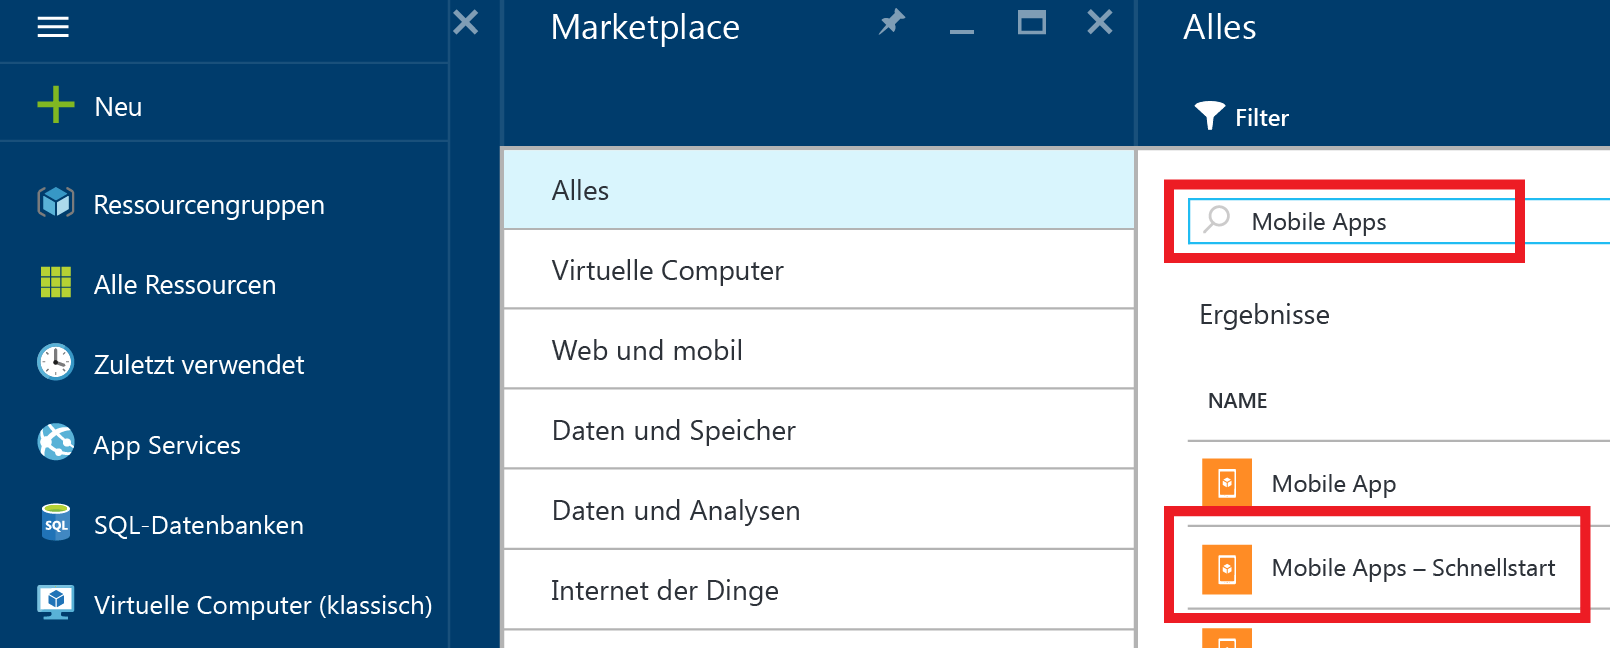 Neu
Ressourcengruppen
Alle Ressourcen
Zuletzt verwendet
App Services
SQL
SQL-Datenbanken
Virtuelle Computer (klassisch)
Marketplace
Alles
Virtuelle Computer
Web und mobil
Daten und Speicher
Daten und Analysen
Internet der Dinge
Alles
Filter
Mobile Apps
Ergebnisse
NAME
Mobile App
Mobile Apps – Schnellstart